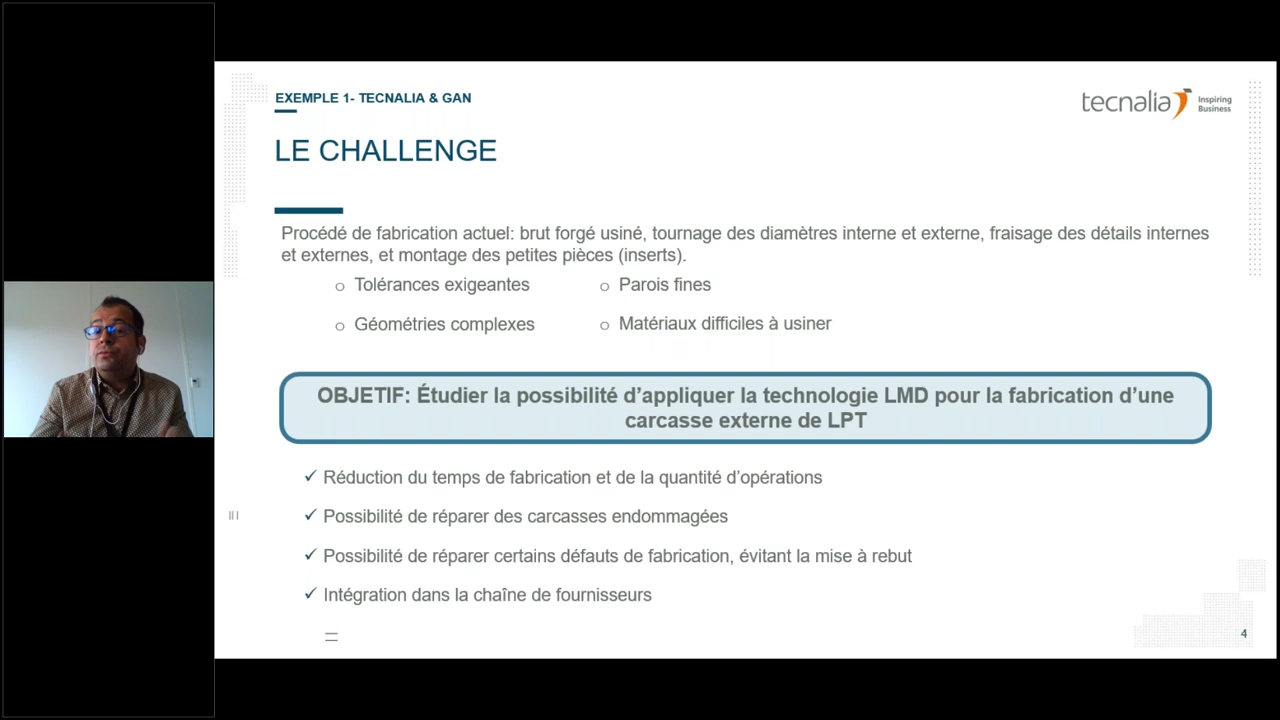 EXEMPLE 1- TECNALIA & GAN
tecnalia Inspiring
Business
LE CHALLENGE
Procédé de fabrication actuel: brut forgé usiné, tournage des diamètres interne et externe, fraisage des détails internes
et externes, et montage des petites pièces (inserts).
o Tolérances exigeantes
o Parois fines
o Géométries complexes
o Matériaux difficiles à usiner
OBJETIF: Étudier la possibilité d'appliquer la technologie LMD pour la fabrication d'une
carcasse externe de LPT
✓ Réduction du temps de fabrication et de la quantité d'opérations
✓ Possibilité de réparer des carcasses endommagées
✓ Possibilité de réparer certains défauts de fabrication, évitant la mise à rebut
✓ Intégration dans la chaîne de fournisseurs
4